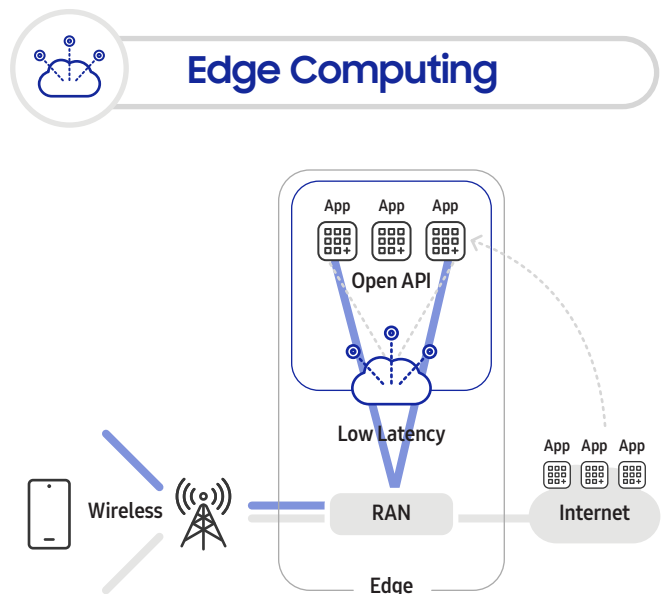 Edge Computing
App App App
Open API
Low Latency
App App App
Wireless
RAN
Internet
Edge